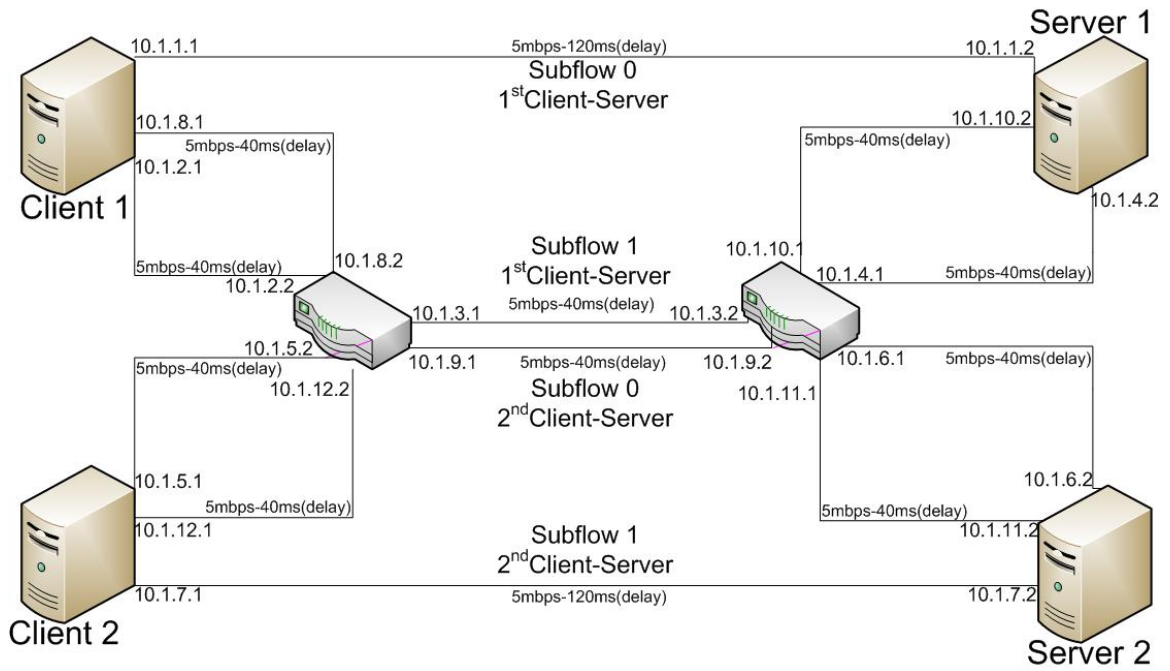 Server 1
10.1.1.1
5mbps-120ms(delay)
10.1.1.2
Subflow 0
1stClient-Server
10.1.8.1
10.1.10.2
5mbps-40ms(delay)
5mbps-40ms(delay)
10.1.2.1
Client 1
10.1.4.2
Subflow 1
1stClient-Server
10.1.8.2
10.1.10.1
5mbps-40ms(delay)
10.1.4.1
5mbps-40ms(delay)
10.1.2.2
5mbps-40ms(delay)
10.1.3.1
10.1.3.2
10.1.5.2
5mbps-40ms(delay)
10.1.9.1
5mbps-40ms(delay)
10.1.9.2
10.1.6.1
5mbps-40ms(delay)
10.1.12.2
Subflow 0
2ndClient-Server
10.1.11.1
10.1.5.1
10.1.6.2
5mbps-40ms(delay)
5mbps-40ms(delay)
10.1.12.1
10.1.11.2
Subflow 1
2ndClient-Server
10.1.7.1
5mbps-120ms(delay)
10.1.7.2
Client 2
Server 2